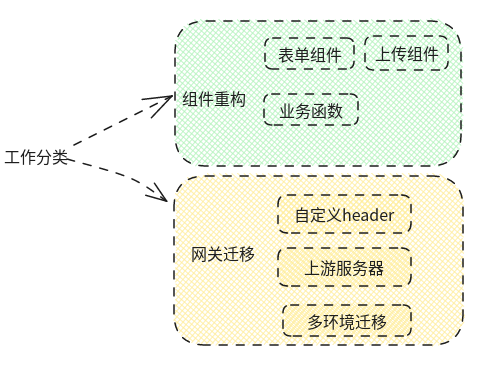 工作分类
组件重构
表单组件
上传组件
业务函数
网关迁移
自定义header
上游服务器
多环境迁移